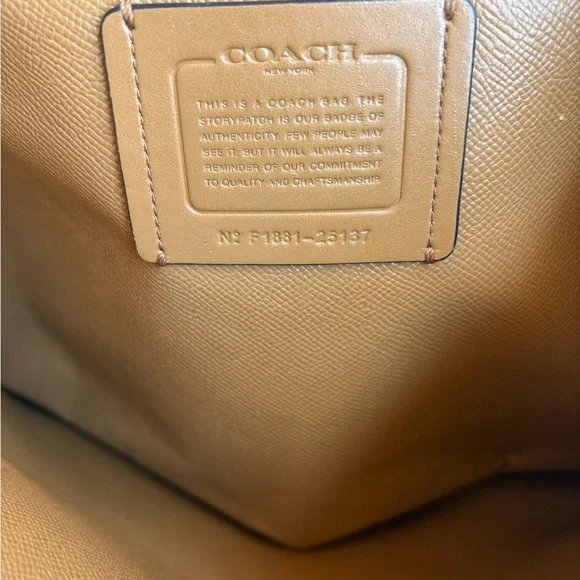 COACH
NEW YORK
THIS IS A COACH BAG. THE
STORYPATCH IS OUR BADGE OF
AUTHENTICITY. FEW PEOPLE MAY
SEE IT, BUT IT WILL ALWAYS BE A
REMINDER OF OUR COMMITMENT
TO QUALITY AND CRAFTSMANSHIP
Nº F1881-25137